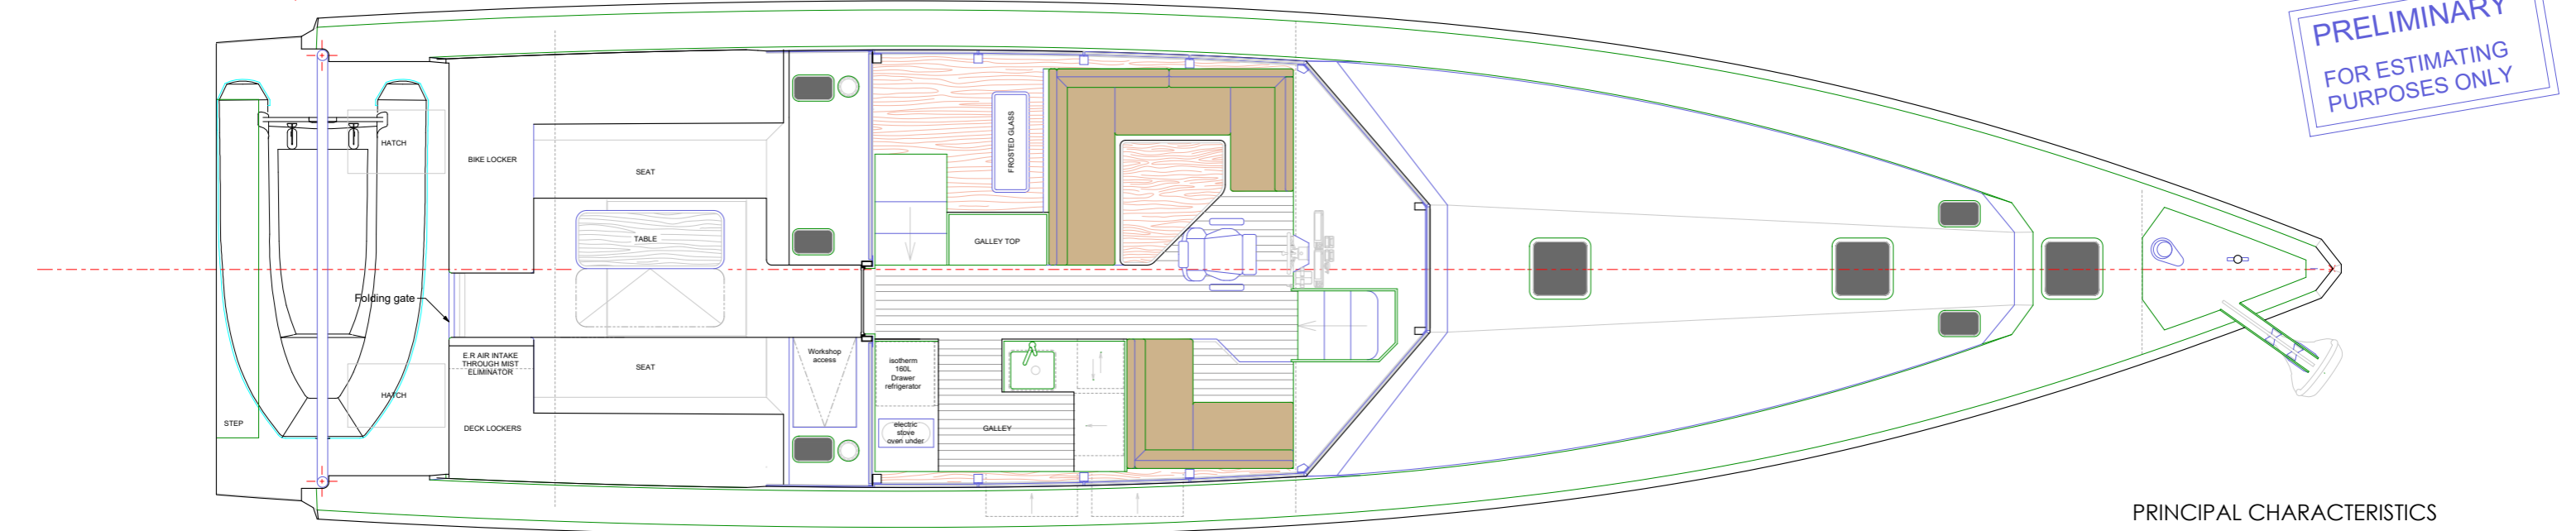 PRELIMINARY
FOR ESTIMATING
PURPOSES ONLY
HATCH
BIKE LOCKER
SEAT
FROSTED GLASS
TABLE
GALLEY TOP
Folding gate
E.R AIR INTAKE
THROUGH MIST
ELIMINATOR
SEAT
Workshop
access
isotherm
160L
Drawer
refrigerator
HATCH
STEP
DECK LOCKERS
electric
stove
oven under
GALLEY
PRINCIPAL CHARACTERISTICS